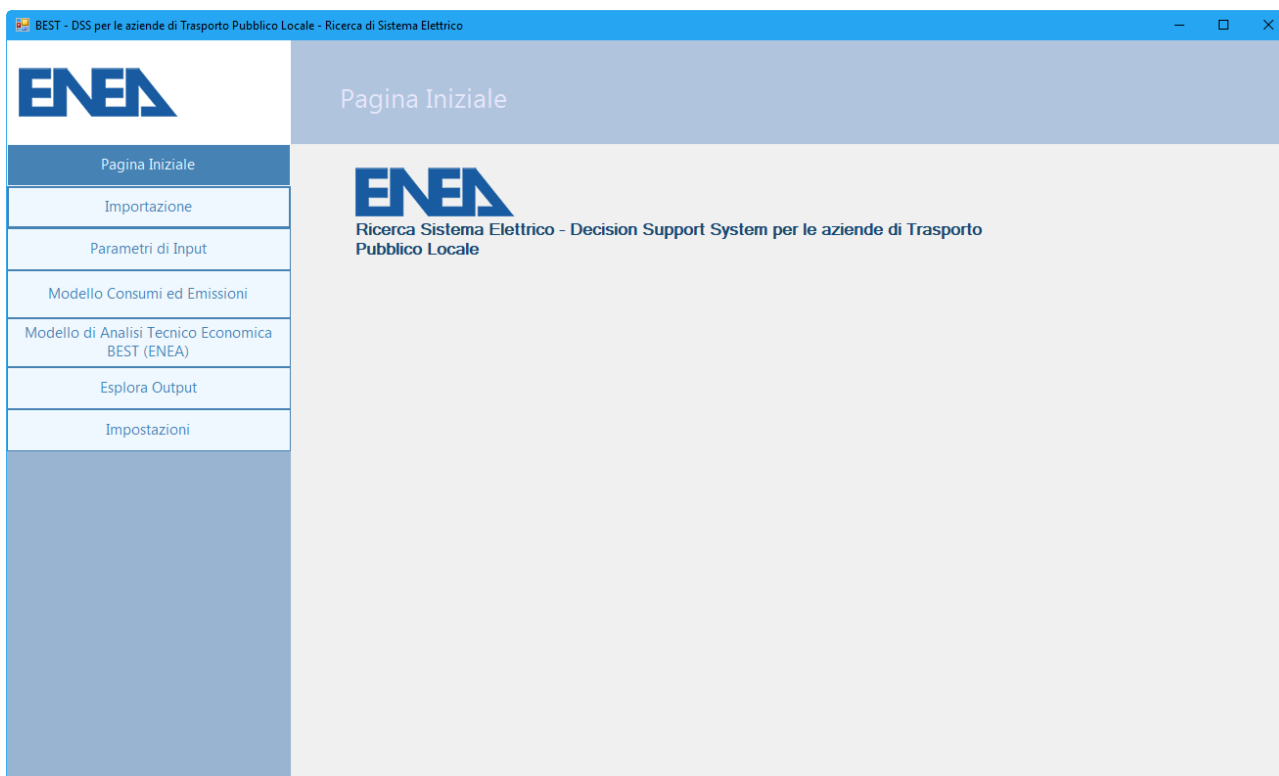 BEST - DSS per le aziende di Trasporto Pubblico Locale - Ricerca di Sistema Elettrico
ENEA
Pagina Iniziale
Pagina Iniziale
Importazione
Parametri di Input
Modello Consumi ed Emissioni
Modello di Analisi Tecnico Economica
BEST (ENEA)
Esplora Output
Impostazioni
ENEA
Ricerca Sistema Elettrico - Decision Support System per le aziende di Trasporto
Pubblico Locale